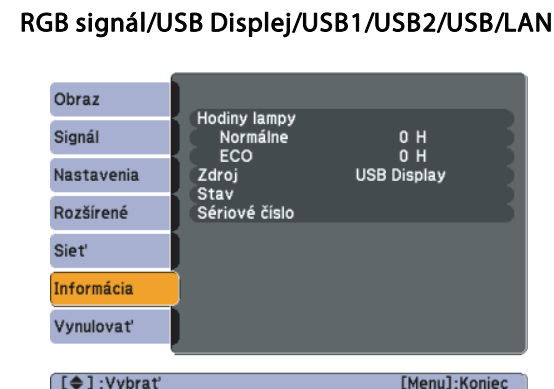 RGB signál/USB Displej/USB1/USB2/USB/LAN
Obraz
Signál
Nastavenia
Rozšírené
Sieť
Informácia
Vynulovať
Hodiny lampy
Normálne 0 H
ECO 0 H
Zdroj USB Display
Stav
Sériové číslo
[◆]:Vybrať [Menu]:Koniec